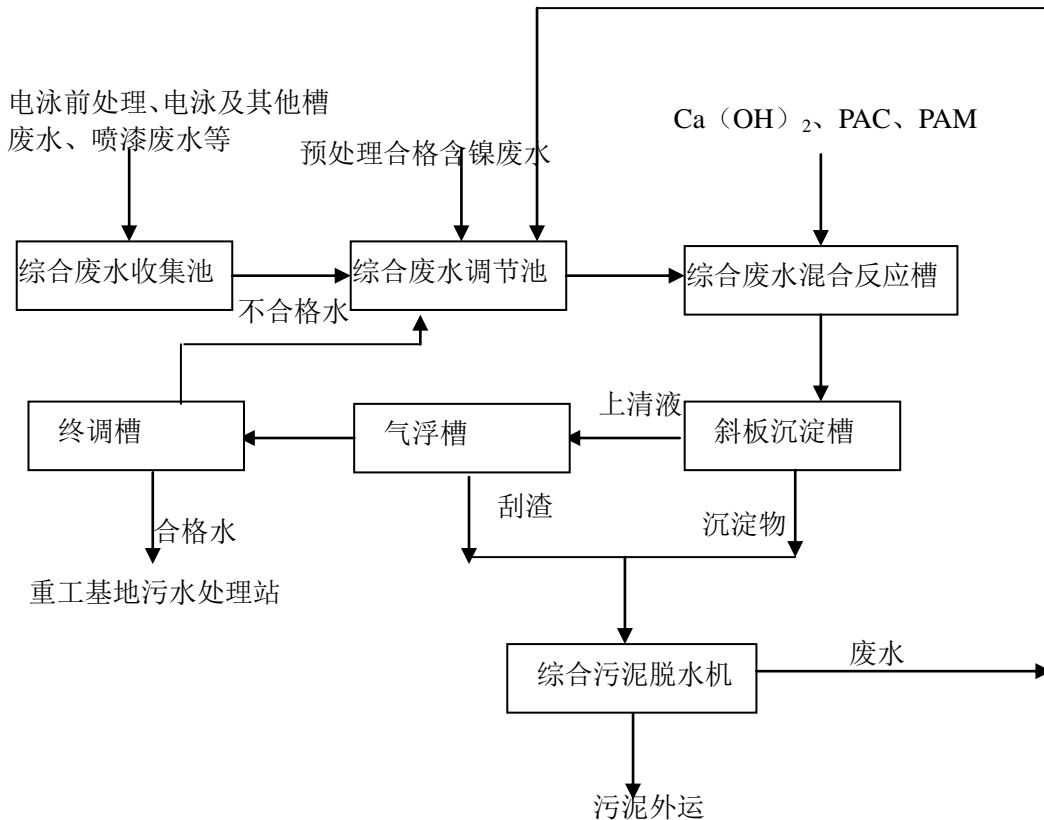 电泳前处理、电泳及其他槽
废水、喷漆废水等
预处理合格含镍废水
Ca（OH）₂、PAC、PAM
综合废水收集池
综合废水调节池
综合废水混合反应槽
不合格水
终调槽
气浮槽
上清液
斜板沉淀槽
合格水
刮渣
沉淀物
重工基地污水处理站
综合污泥脱水机
废水
污泥外运